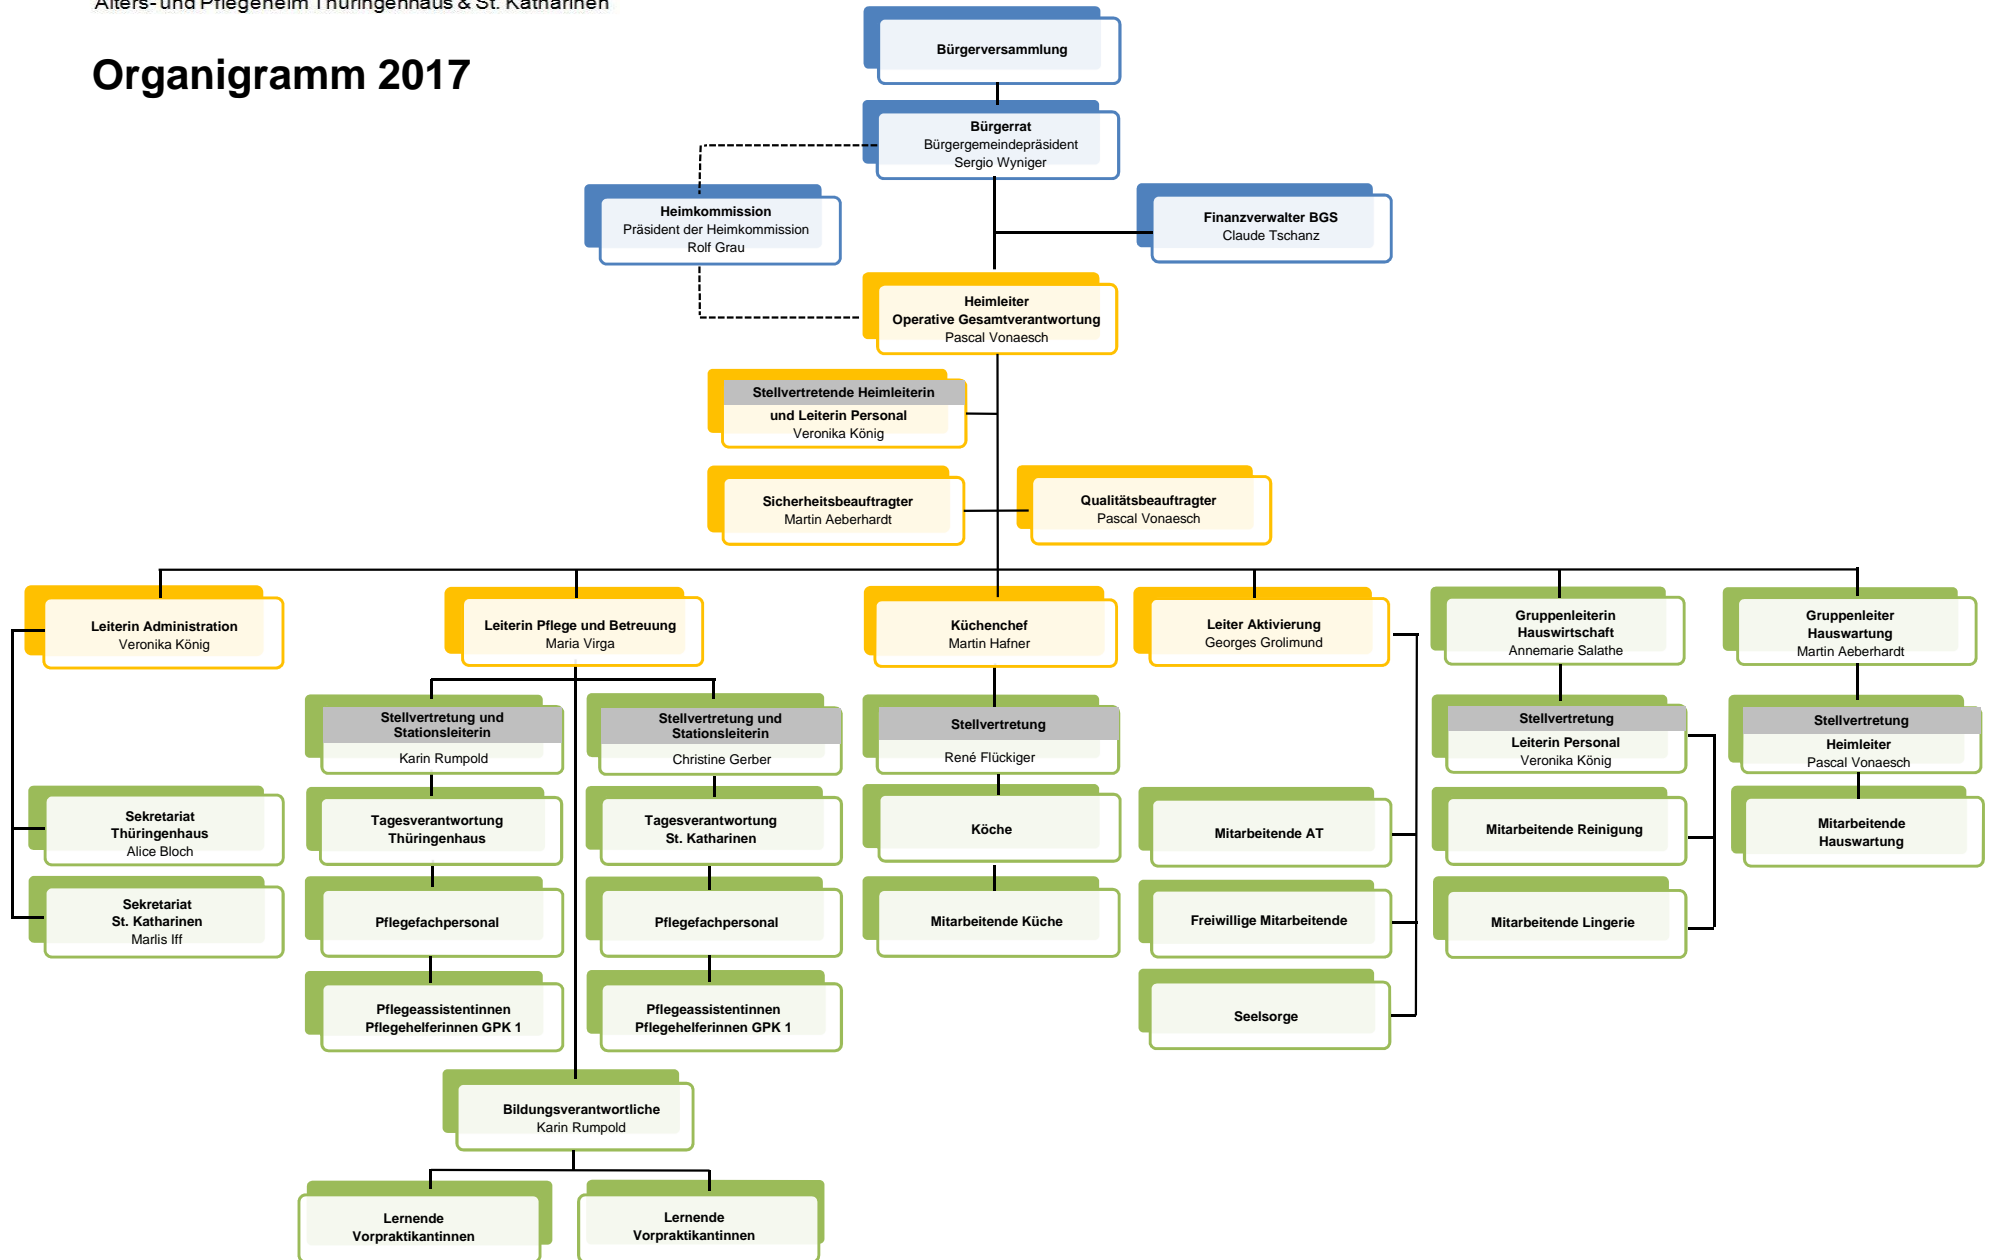 Alters- und Pflegeheim Thüringenhaus & St. Katharinen
Organigramm 2017
Bürgerversammlung
Bürgerrat
Bürgergemeindepräsident
Sergio Wyniger
Heimkommission
Präsident der Heimkommission
Rolf Grau
Finanzverwalter BGS
Claude Tschanz
Heimleiter
Operative Gesamtverantwortung
Pascal Vonaesch
Stellvertretende Heimleiterin
und Leiterin Personal
Veronika König
Sicherheitsbeauftragter
Martin Aeberhardt
Qualitätsbeauftragter
Pascal Vonaesch
Leiterin Administration
Veronika König
Leiterin Pflege und Betreuung
Maria Virga
Küchenchef
Martin Hafner
Leiter Aktivierung
Georges Grolimund
Gruppenleiterin
Hauswirtschaft
Annemarie Salathe
Gruppenleiter
Hauswartung
Martin Aeberhardt
Stellvertretung und
Stationsleiterin
Karin Rumpold
Stellvertretung und
Stationsleiterin
Christine Gerber
Stellvertretung
René Flückiger
Stellvertretung
Leiterin Personal
Veronika König
Stellvertretung
Heimleiter
Pascal Vonaesch
Sekretariat
Thüringenhaus
Alice Bloch
Tagesverantwortung
Thüringenhaus
Tagesverantwortung
St. Katharinen
Köche
Mitarbeitende AT
Mitarbeitende Reinigung
Mitarbeitende
Hauswartung
Sekretariat
St. Katharinen
Marlis Iff
Pflegefachpersonal
Pflegefachpersonal
Mitarbeitende Küche
Freiwillige Mitarbeitende
Mitarbeitende Lingerie
Pflegeassistentinnen
Pflegehelferinnen GPK 1
Pflegeassistentinnen
Pflegehelferinnen GPK 1
Seelsorge
Bildungsverantwortliche
Karin Rumpold
Lernende
Vorpraktikantinnen
Lernende
Vorpraktikantinnen